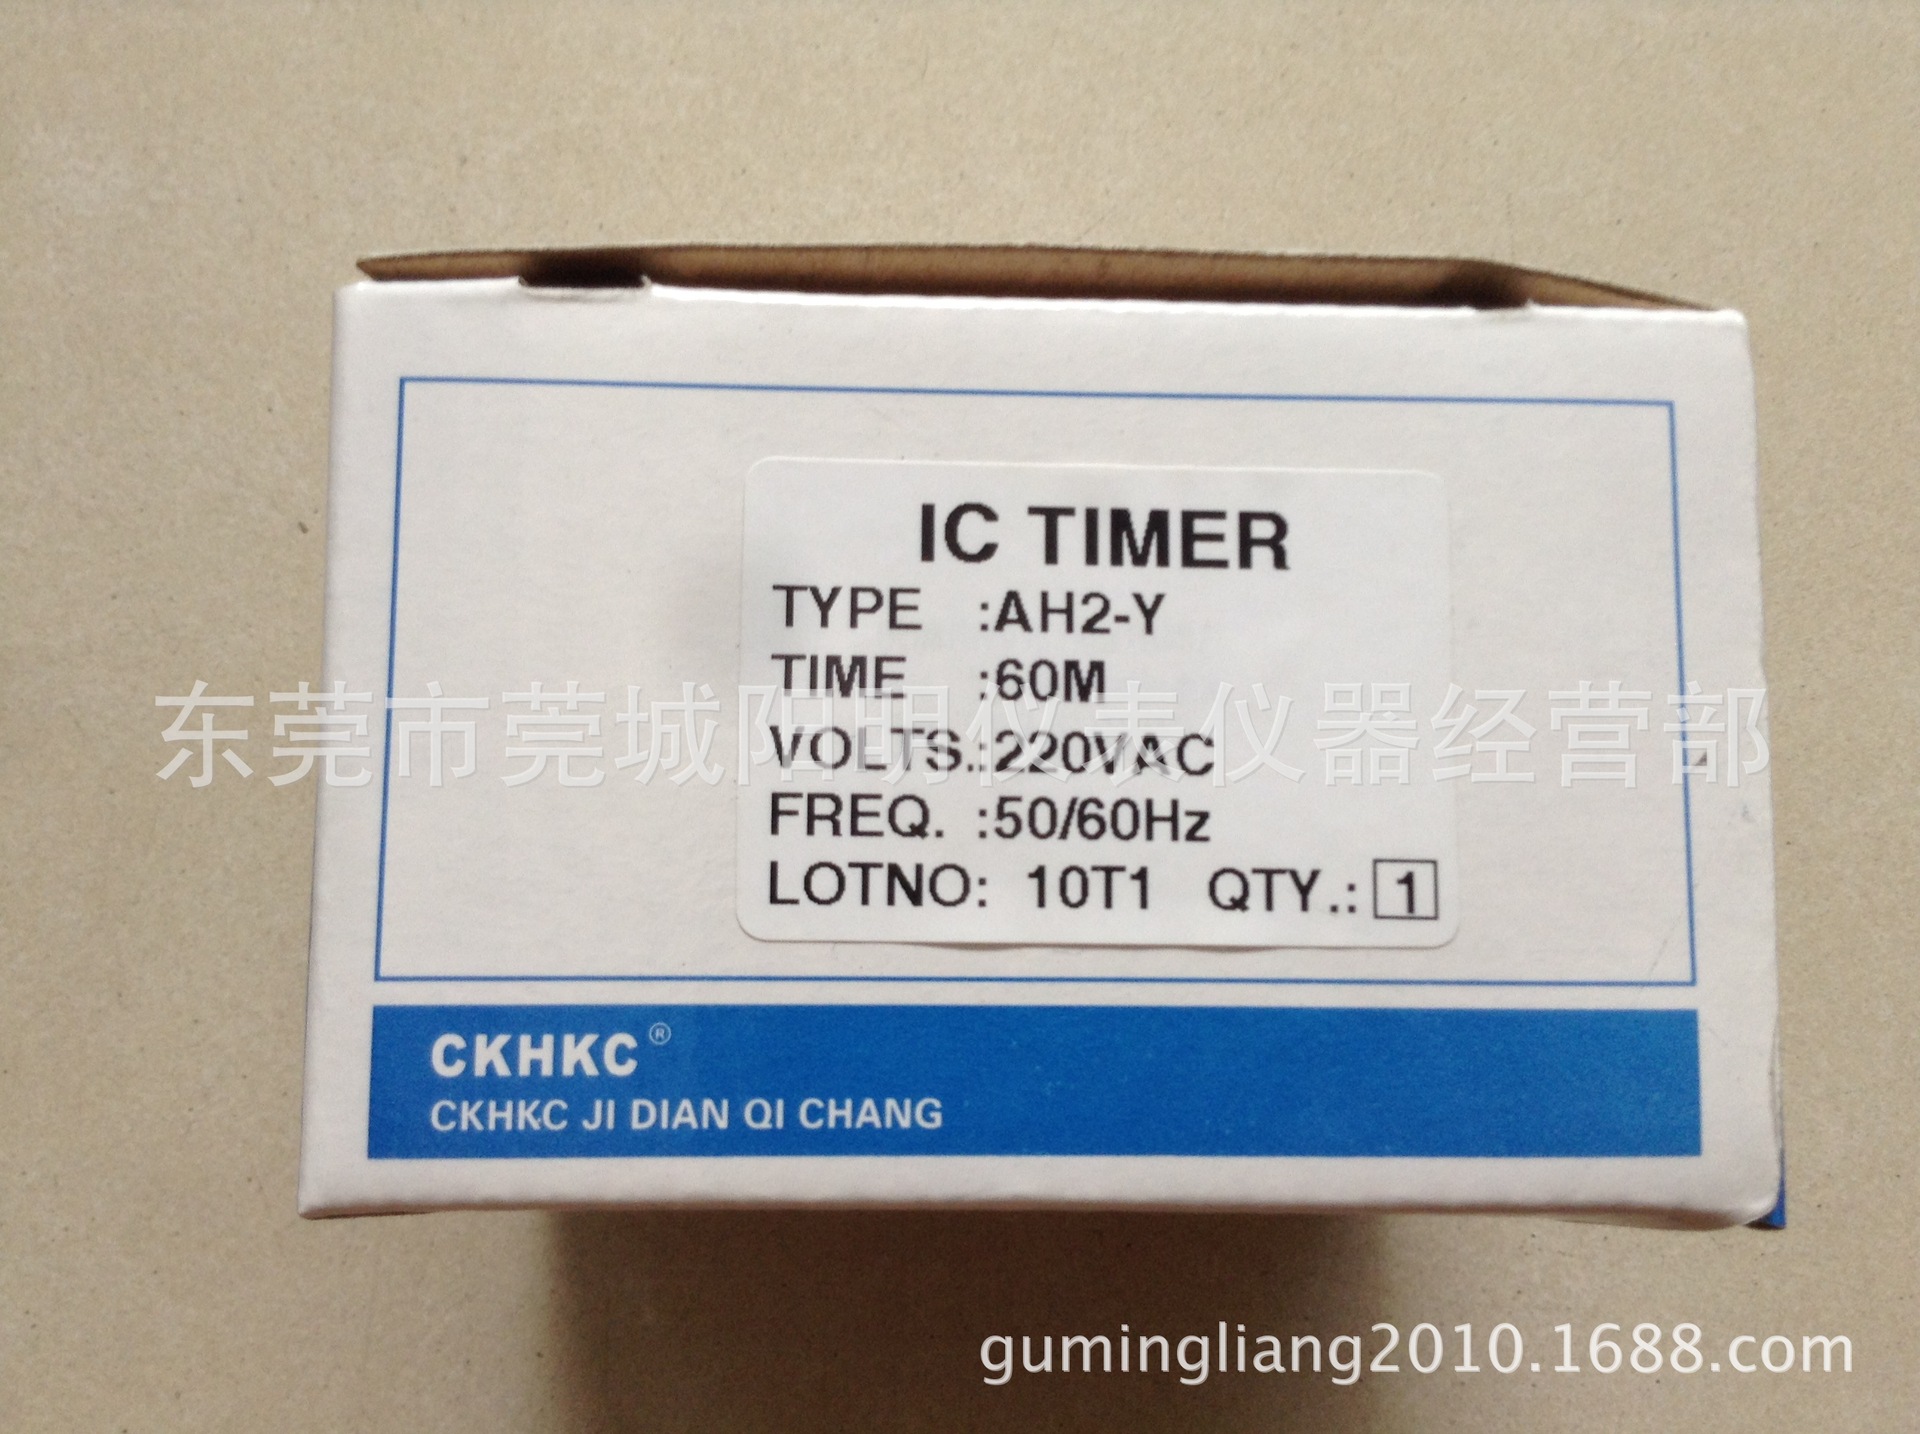 IC TIMER
TYPE :AH2-Y
TIME :60M
东莞市莞城阳明仪表仪器经营部
VOLTS.:220VAC
FREQ. :50/60Hz
LOTNO: 10T1 QTY.: 1
CKHKC®
CKHKC JI DIAN QI CHANG
gumingliang2010.1688.com